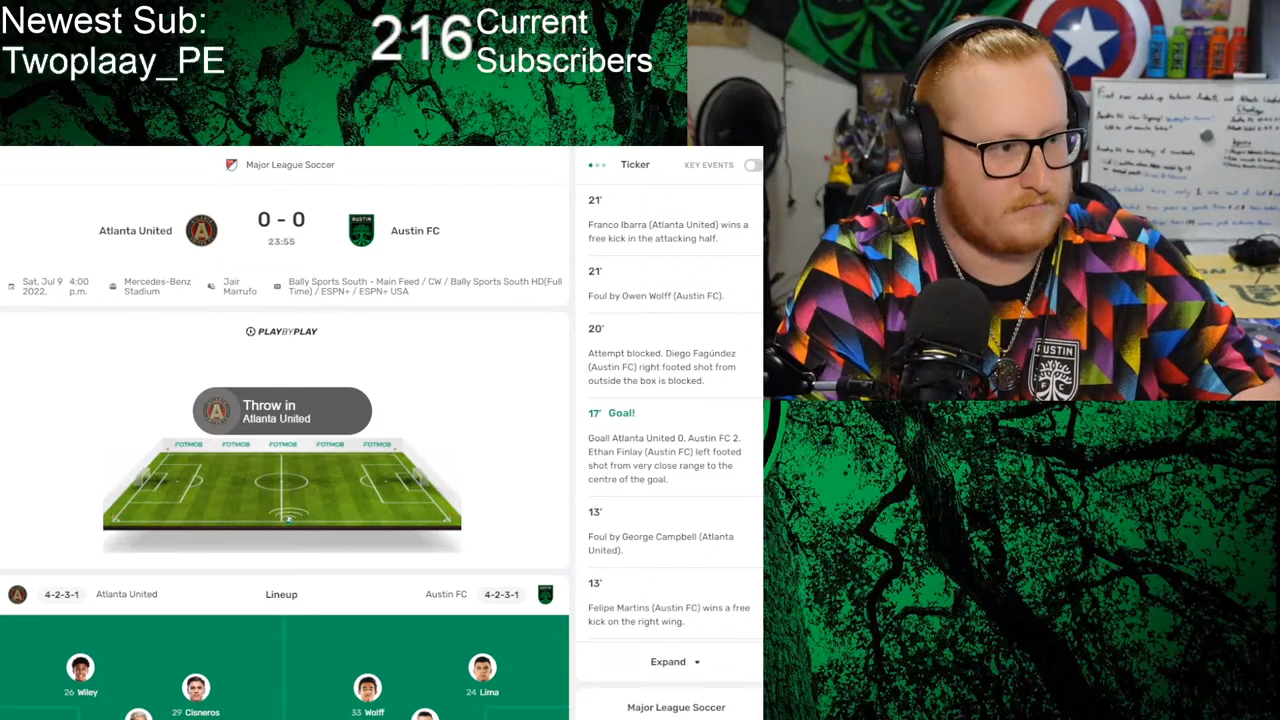 Newest Sub:
Twoplaay_PE
216
Current
Subscribers
Major League Soccer
Atlanta United
0 - 0
23:55
AUSTIN
Austin FC
Sat, Jul 9
2022,
4:00
p.m.
Mercedes-Benz
Stadium
Jair
Marrufo
Bally Sports South - Main Feed / CW / Bally Sports South HD(Full
Time) / ESPN+ / ESPN+ USA
PLAYBYPLAY
Throw in
Atlanta United
FOTMOB FOTMOB FOTMOB FOTMOB FOTMOB
4-2-3-1 Atlanta United Lineup Austin FC 4-2-3-1
26 Wiley
29 Cisneros
33 Wolff
24 Lima
Ticker
KEY EVENTS
21'
Franco Ibarra (Atlanta United) wins a
free kick in the attacking half.
21'
Foul by Owen Wolff (Austin FC).
20'
Attempt blocked. Diego Fagúndez
(Austin FC) right footed shot from
outside the box is blocked.
17' Goal!
Goal! Atlanta United 0, Austin FC 2.
Ethan Finlay (Austin FC) left footed
shot from very close range to the
centre of the goal.
13'
Foul by George Campbell (Atlanta
United).
13'
Felipe Martins (Austin FC) wins a free
kick on the right wing.
Expand
Major League Soccer
AUSTIN
FC